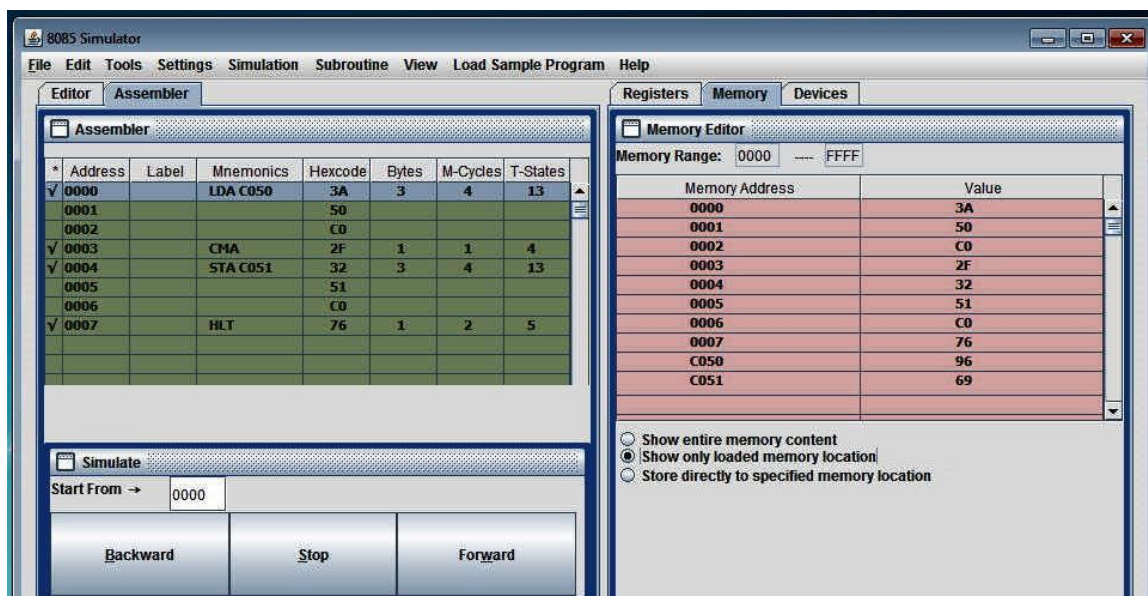 8085 Simulator
File Edit Tools Settings Simulation Subroutine View Load Sample Program Help
Editor Assembler
Assembler
* Address Label Mnemonics Hexcode Bytes M-Cycles T-States
√ 0000 LDA C050 3A 3 4 13
0001 50
0002 C0
√ 0003 CMA 2F 1 1 4
√ 0004 STA C051 32 3 4 13
0005 51
0006 C0
√ 0007 HLT 76 1 2 5
Simulate
Start From → 0000
Backward Stop Forward
Registers Memory Devices
Memory Editor
Memory Range: 0000 ---- FFFF
Memory Address Value
0000 3A
0001 50
0002 C0
0003 2F
0004 32
0005 51
0006 C0
0007 76
C050 96
C051 69
Show entire memory content
Show only loaded memory location
Store directly to specified memory location